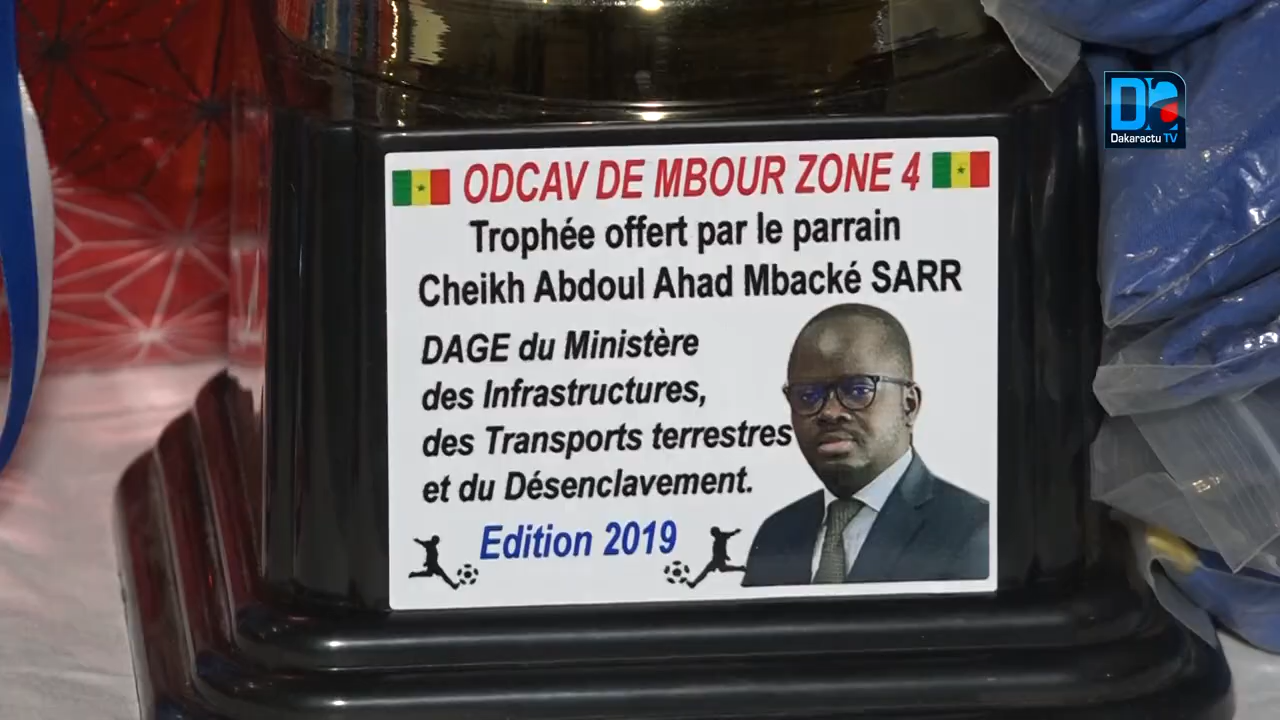 ODCAV DE MBOUR ZONE 4
Trophée offert par le parrain
Cheikh Abdoul Ahad Mbacké SARR
DAGE du Ministère
des Infrastructures,
des Transports terrestres
et du Désenclavement.
Edition 2019
Dakaractu TV